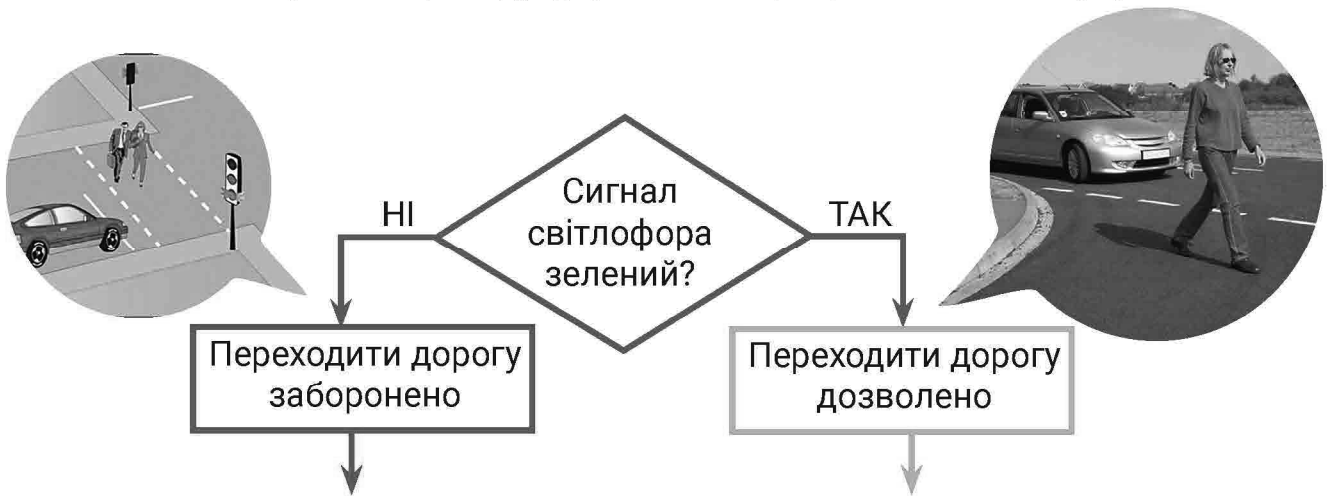 Сигнал
світлофора
зелений?
НІ
ТАК
Переходити дорогу
заборонено
Переходити дорогу
дозволено